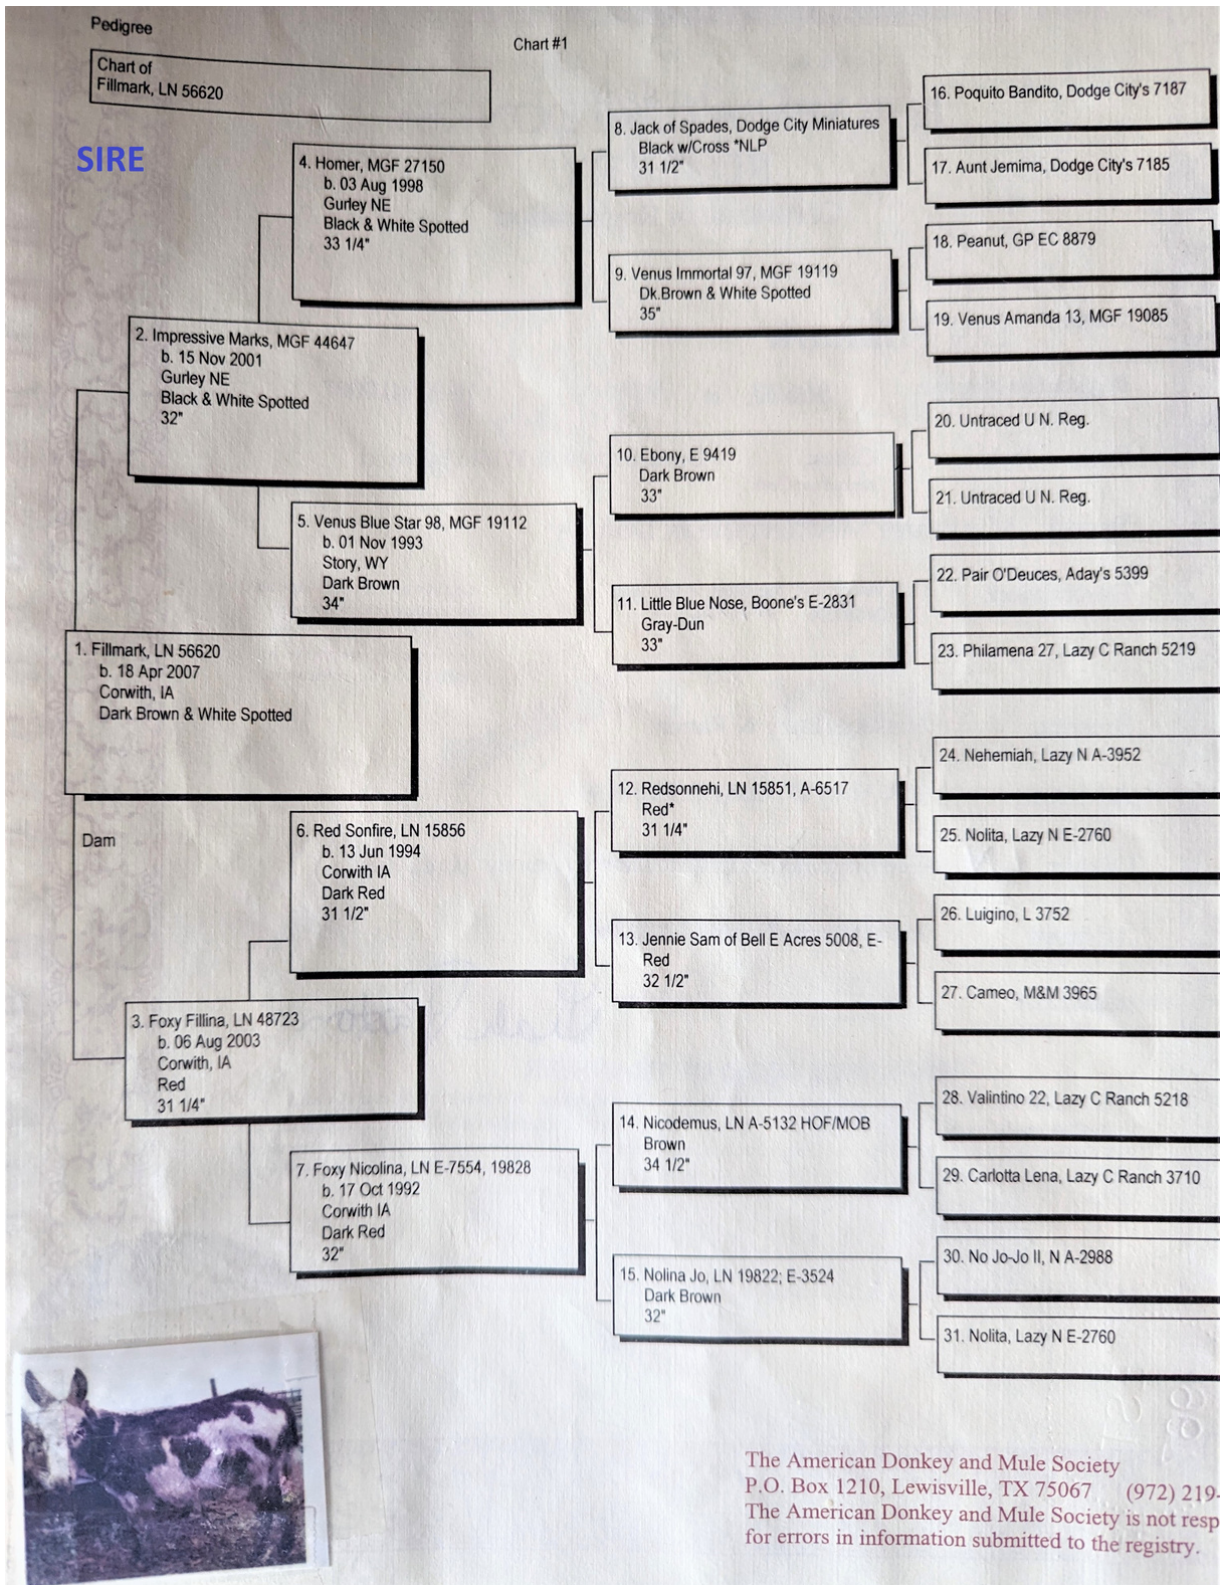 Pedigree
Chart #1
Chart of
Fillmark, LN 56620
SIRE
1. Fillmark, LN 56620
b. 18 Apr 2007
Corwith, IA
Dark Brown & White Spotted
Dam
2. Impressive Marks, MGF 44647
b. 15 Nov 2001
Gurley NE
Black & White Spotted
32"
3. Foxy Fillina, LN 48723
b. 06 Aug 2003
Corwith, IA
Red
31 1/4"
4. Homer, MGF 27150
b. 03 Aug 1998
Gurley NE
Black & White Spotted
33 1/4"
5. Venus Blue Star 98, MGF 19112
b. 01 Nov 1993
Story, WY
Dark Brown
34"
6. Red Sonfire, LN 15856
b. 13 Jun 1994
Corwith IA
Dark Red
31 1/2"
7. Foxy Nicolina, LN E-7554, 19828
b. 17 Oct 1992
Corwith IA
Dark Red
32"
8. Jack of Spades, Dodge City Miniatures
Black w/Cross *NLP
31 1/2"
9. Venus Immortal 97, MGF 19119
Dk.Brown & White Spotted
35"
10. Ebony, E 9419
Dark Brown
33"
11. Little Blue Nose, Boone's E-2831
Gray-Dun
33"
12. Redsonnehi, LN 15851, A-6517
Red*
31 1/4"
13. Jennie Sam of Bell E Acres 5008, E-
Red
32 1/2"
14. Nicodemus, LN A-5132 HOF/MOB
Brown
34 1/2"
15. Nolina Jo, LN 19822; E-3524
Dark Brown
32"
16. Poquito Bandito, Dodge City's 7187
17. Aunt Jemima, Dodge City's 7185
18. Peanut, GP EC 8879
19. Venus Amanda 13, MGF 19085
20. Untraced U N. Reg.
21. Untraced U N. Reg.
22. Pair O'Deuces, Aday's 5399
23. Philamena 27, Lazy C Ranch 5219
24. Nehemiah, Lazy N A-3952
25. Nolita, Lazy N E-2760
26. Luigino, L 3752
27. Cameo, M&M 3965
28. Valintino 22, Lazy C Ranch 5218
29. Carlotta Lena, Lazy C Ranch 3710
30. No Jo-Jo II, N A-2988
31. Nolita, Lazy N E-2760
The American Donkey and Mule Society
P.O. Box 1210, Lewisville, TX 75067 (972) 219-
The American Donkey and Mule Society is not resp
for errors in information submitted to the registry.